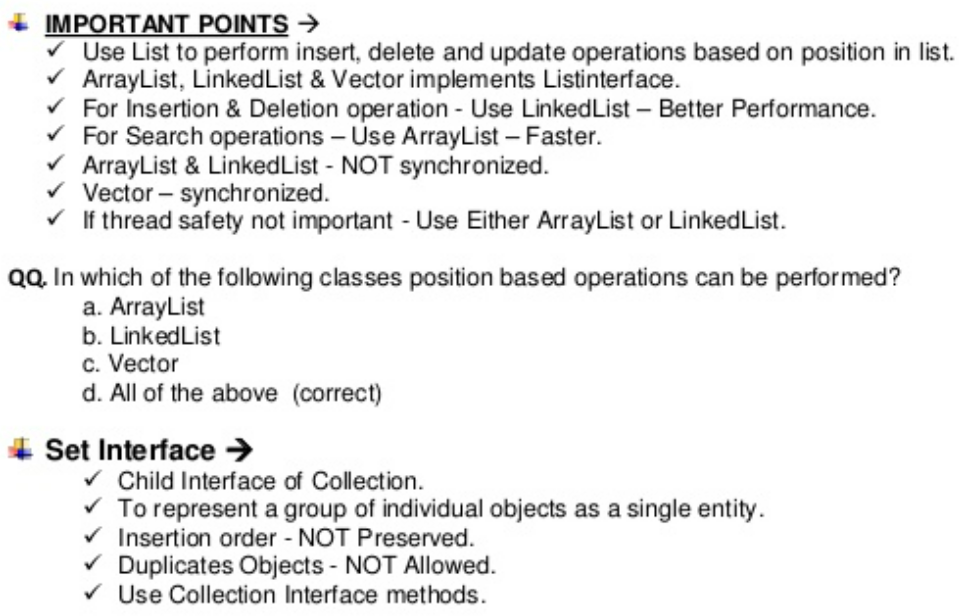 IMPORTANT POINTS →
✓ Use List to perform insert, delete and update operations based on position in list.
✓ ArrayList, LinkedList & Vector implements Listinterface.
✓ For Insertion & Deletion operation - Use LinkedList – Better Performance.
✓ For Search operations – Use ArrayList – Faster.
✓ ArrayList & LinkedList - NOT synchronized.
✓ Vector – synchronized.
✓ If thread safety not important - Use Either ArrayList or LinkedList.
QQ. In which of the following classes position based operations can be performed?
a. ArrayList
b. LinkedList
c. Vector
d. All of the above (correct)
Set Interface →
✓ Child Interface of Collection.
✓ To represent a group of individual objects as a single entity.
✓ Insertion order - NOT Preserved.
✓ Duplicates Objects - NOT Allowed.
✓ Use Collection Interface methods.